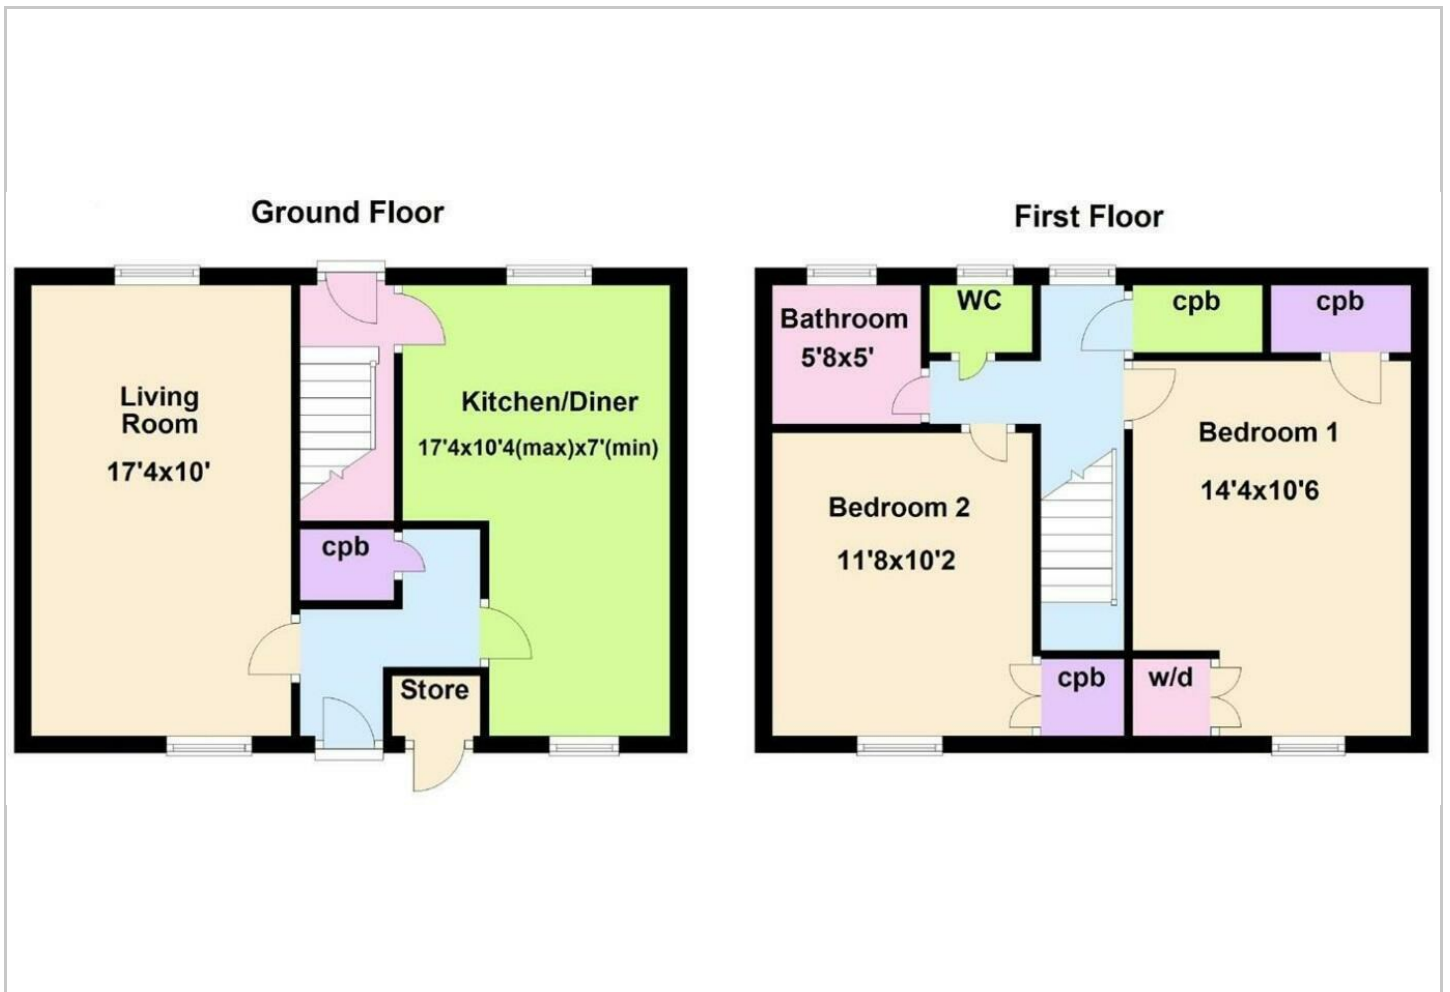 Ground Floor
Living
Room
17'4x10'
Kitchen/Diner
17'4x10'4(max)x7'(min)
cpb
Store
First Floor
Bathroom
5'8x5'
WC
cpb
cpb
Bedroom 1
14'4x10'6
Bedroom 2
11'8x10'2
cpb
w/d